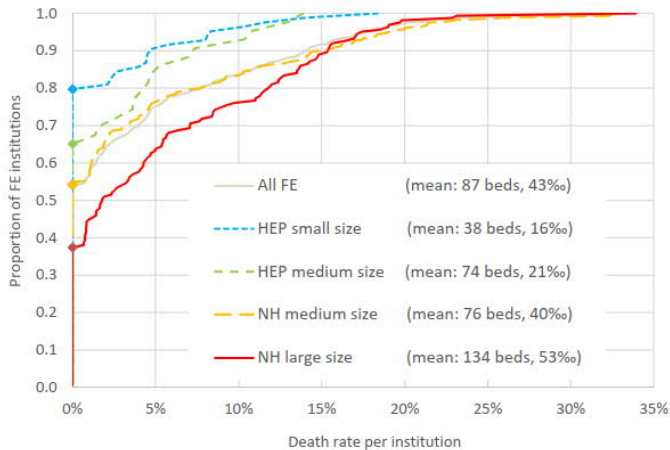 Proportion of FE institutions
1.0
0.9
0.8
0.7
0.6
0.5
0.4
0.3
0.2
0.1
0.0
All FE (mean: 87 beds, 43‰)
HEP small size (mean: 38 beds, 16‰)
HEP medium size (mean: 74 beds, 21‰)
NH medium size (mean: 76 beds, 40‰)
NH large size (mean: 134 beds, 53‰)
0% 5% 10% 15% 20% 25% 30% 35%
Death rate per institution